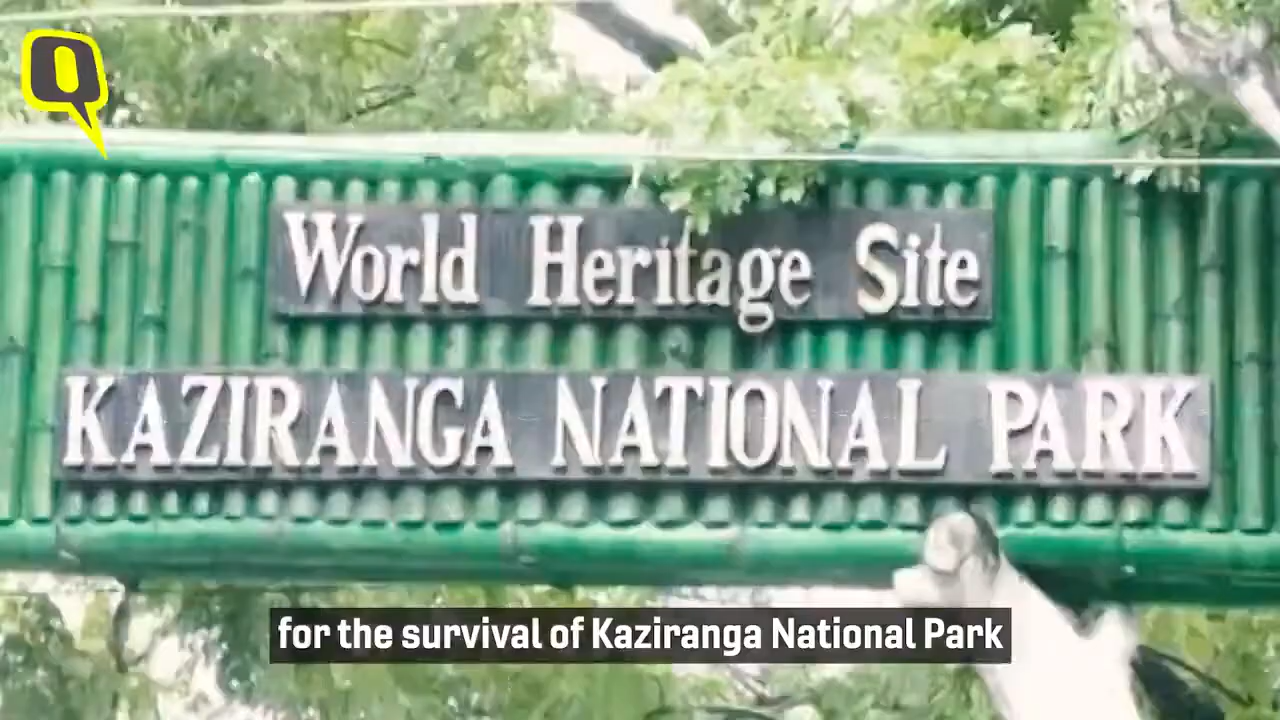 Q
World Heritage Site
KAZIRANGA NATIONAL PARK
for the survival of Kaziranga National Park